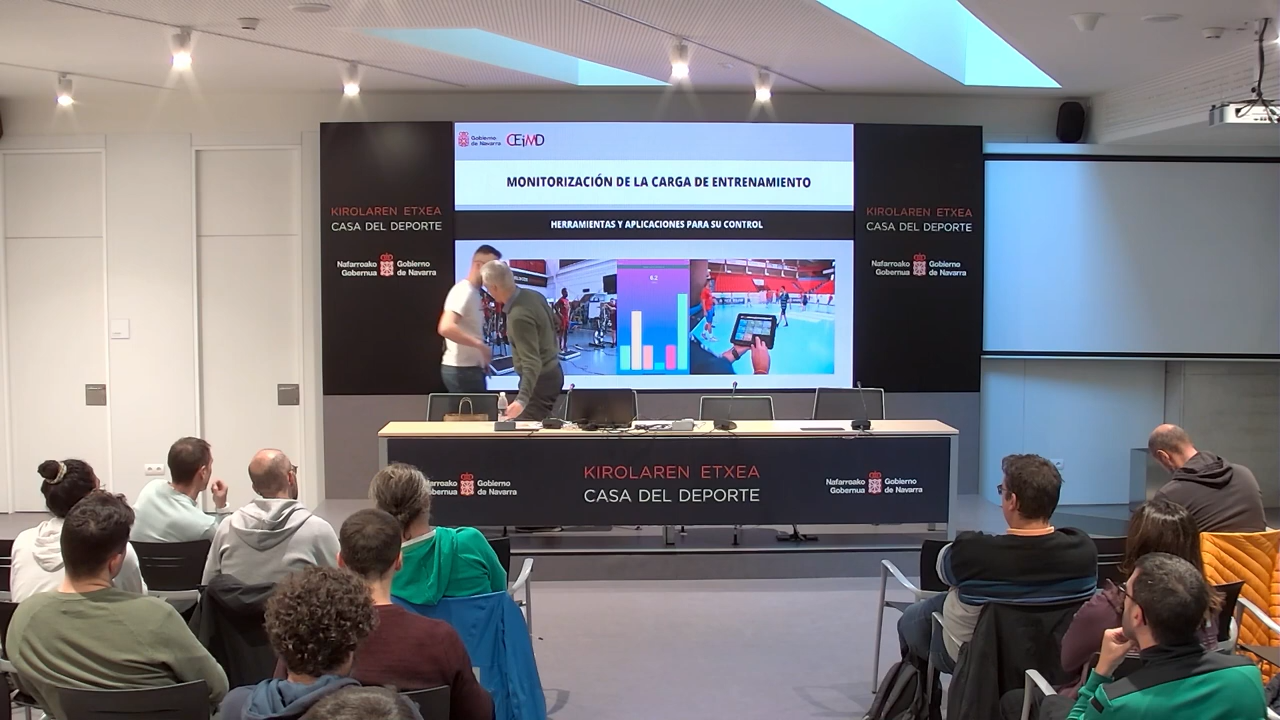 Gobierno
de Navarra
CEiMD
MONITORIZACIÓN DE LA CARGA DE ENTRENAMIENTO
HERRAMIENTAS Y APLICACIONES PARA SU CONTROL
6.2
KIROLAREN ETXEA
CASA DEL DEPORTE
Nafarroako
Gobernua
Gobierno
de Navarra
KIROLAREN ETXEA
CASA DEL DEPORTE
Nafarroako
Gobernua
Gobierno
de Navarra
Gobierno
de Navarra
KIROLAREN ETXEA
CASA DEL DEPORTE
Nafarroako
Gobernua
Gobierno
de Navarra